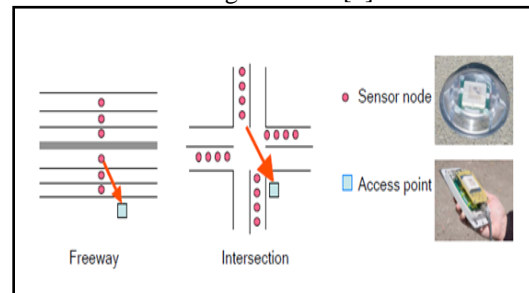 Sensor node
Access point
Freeway
Intersection